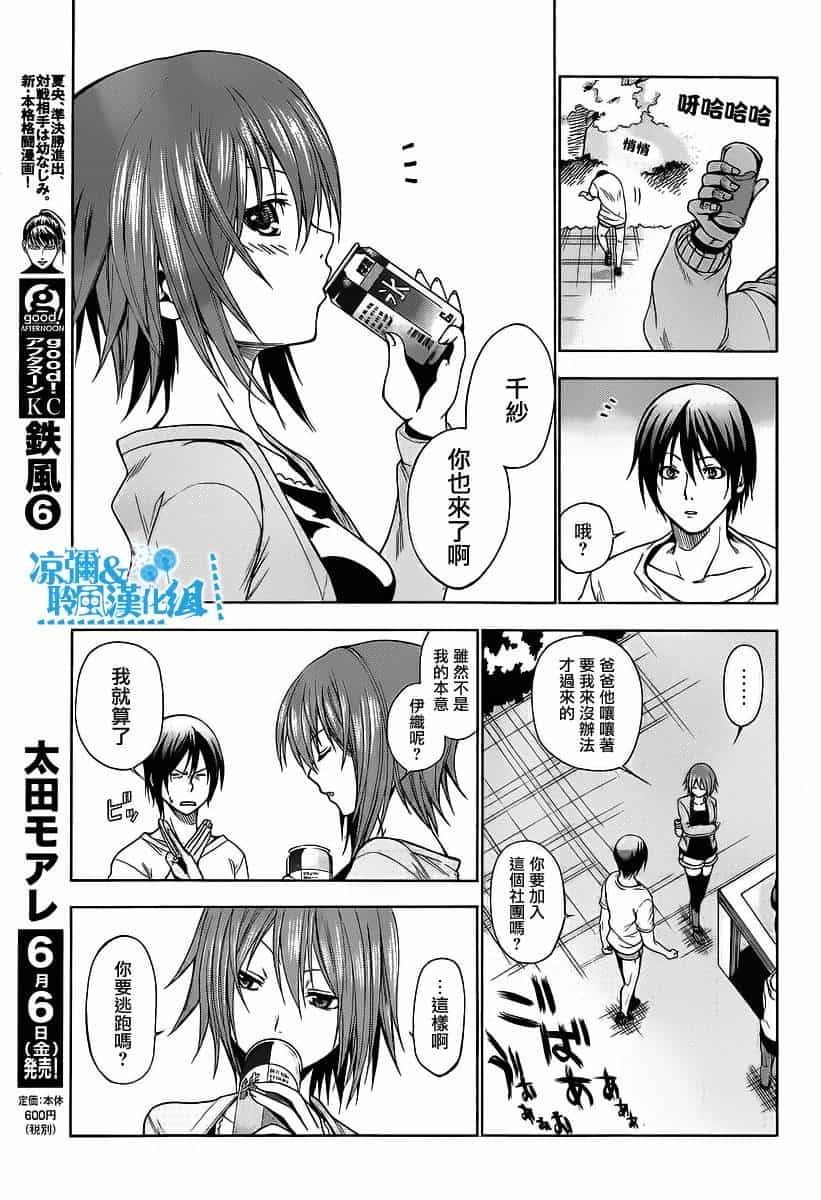 呀哈哈哈
悄悄
哦?
千紗
你也來了啊
……
爸爸他嚷嚷著
要我來沒辦法
才過來的
你要加入
這個社團嗎?
ごばぁぁぁぁ
雖然不是
我的本意
伊織呢?
我就算了
ビッ
…這樣啊
你要逃跑嗎?
氷
夏央、準決勝進出、
対戦相手は幼なじみ。
新・本格格闘漫画!
good!
AFTERNOON
good!
アフタヌーン
KC
鉄風
6
凉彌&
聆風漢化組
太田モアレ
6月6日(金)発売!
定価:本体
600円
(税別)